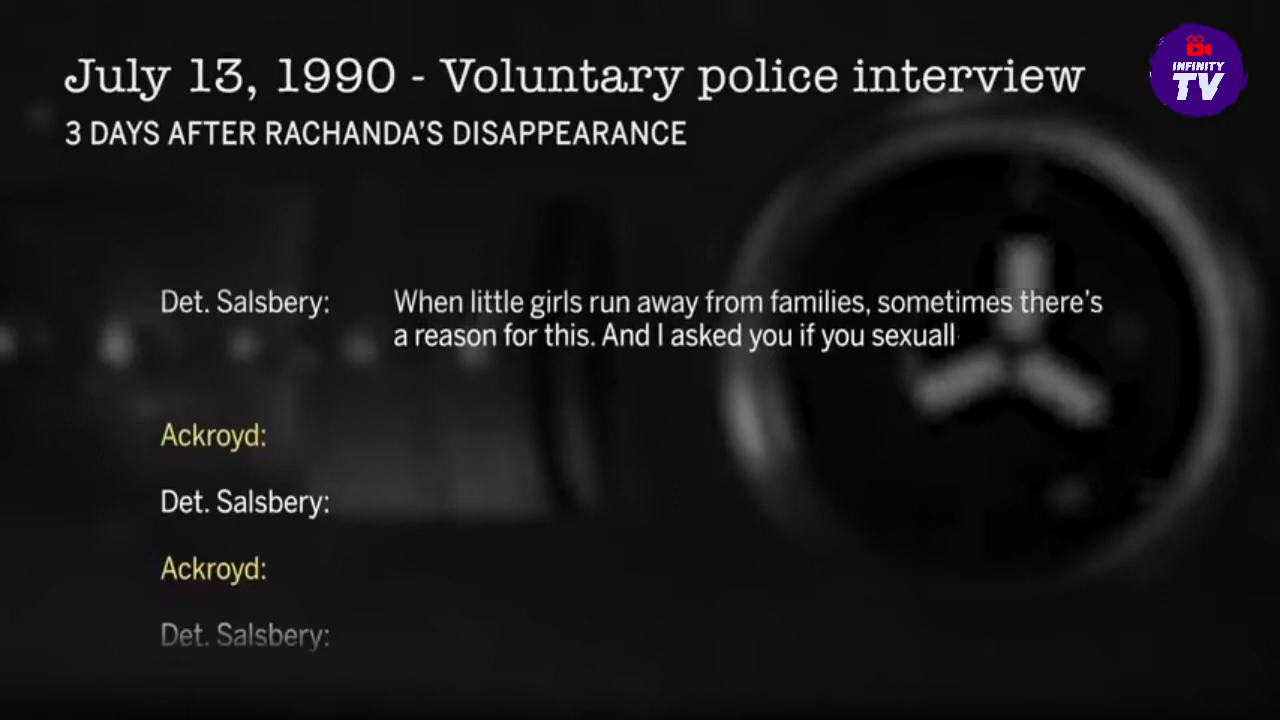 July 13, 1990 - Voluntary police interview
INFINITY
TV
3 DAYS AFTER RACHANDA'S DISAPPEARANCE
Det. Salsbery: When little girls run away from families, sometimes there's
a reason for this. And I asked you if you sexuall
Ackroyd:
Det. Salsbery:
Ackroyd:
Det. Salsbery: